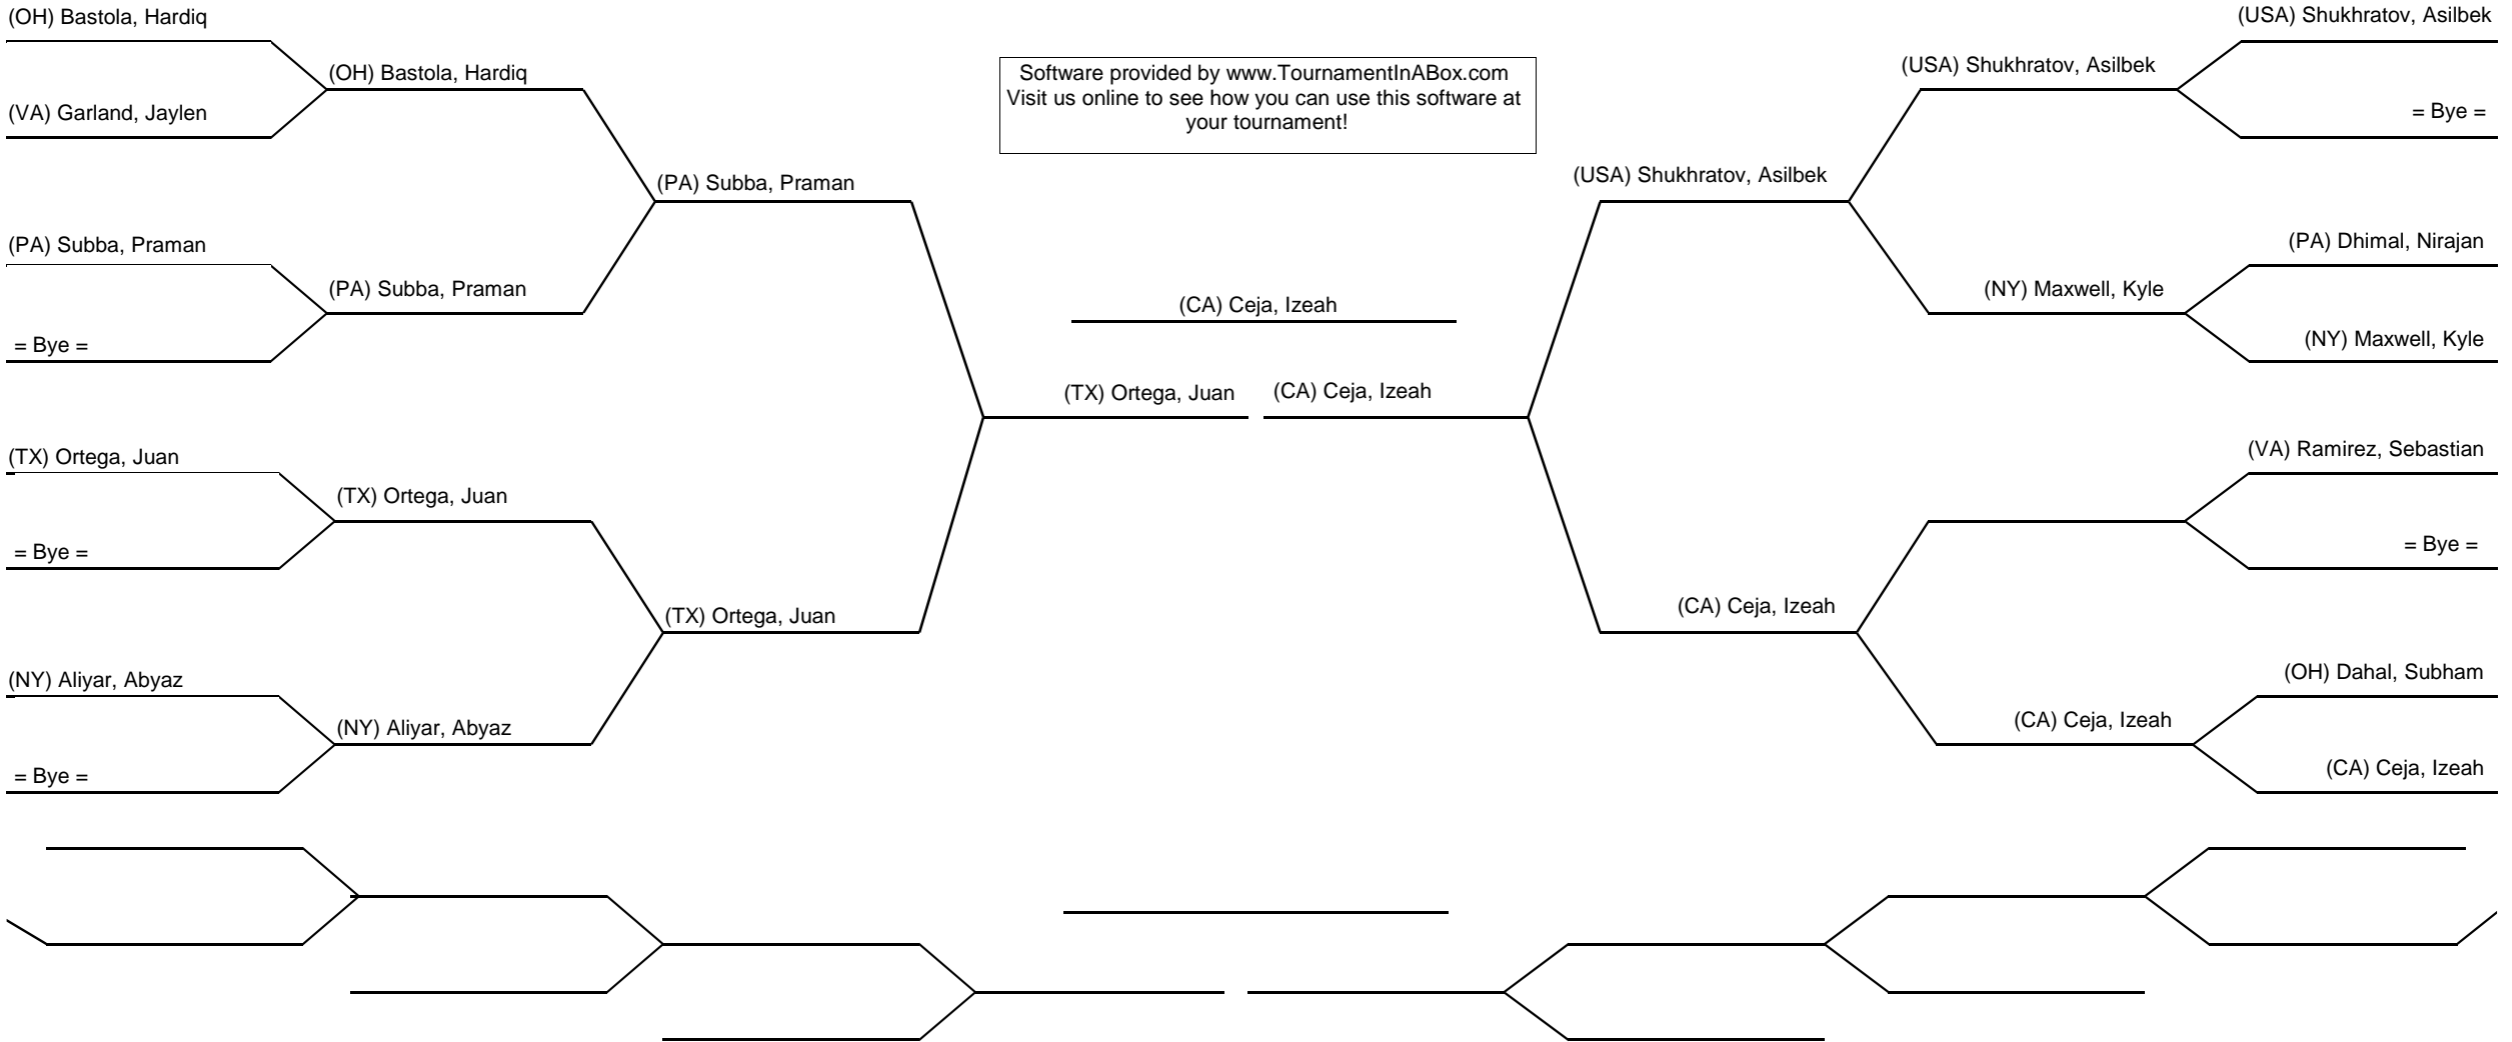 (OH) Bastola, Hardiq
(VA) Garland, Jaylen
(PA) Subba, Praman
= Bye =
(TX) Ortega, Juan
= Bye =
(NY) Aliyar, Abyaz
= Bye =
(OH) Bastola, Hardiq
(PA) Subba, Praman
(TX) Ortega, Juan
(NY) Aliyar, Abyaz
(PA) Subba, Praman
(TX) Ortega, Juan
Software provided by www.TournamentInABox.com
Visit us online to see how you can use this software at
your tournament!
(CA) Ceja, Izeah
(TX) Ortega, Juan
(CA) Ceja, Izeah
(USA) Shukhratov, Asilbek
(CA) Ceja, Izeah
(USA) Shukhratov, Asilbek
(NY) Maxwell, Kyle
(CA) Ceja, Izeah
(USA) Shukhratov, Asilbek
= Bye =
(PA) Dhimal, Nirajan
(NY) Maxwell, Kyle
(VA) Ramirez, Sebastian
= Bye =
(OH) Dahal, Subham
(CA) Ceja, Izeah